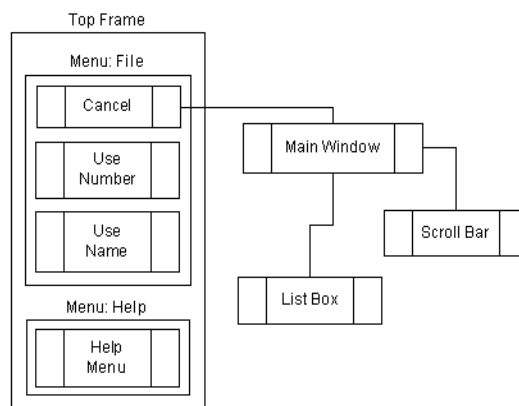 Top Frame
Menu: File
Cancel
Use
Number
Use
Name
Menu: Help
Help
Menu
Main Window
Scroll Bar
List Box